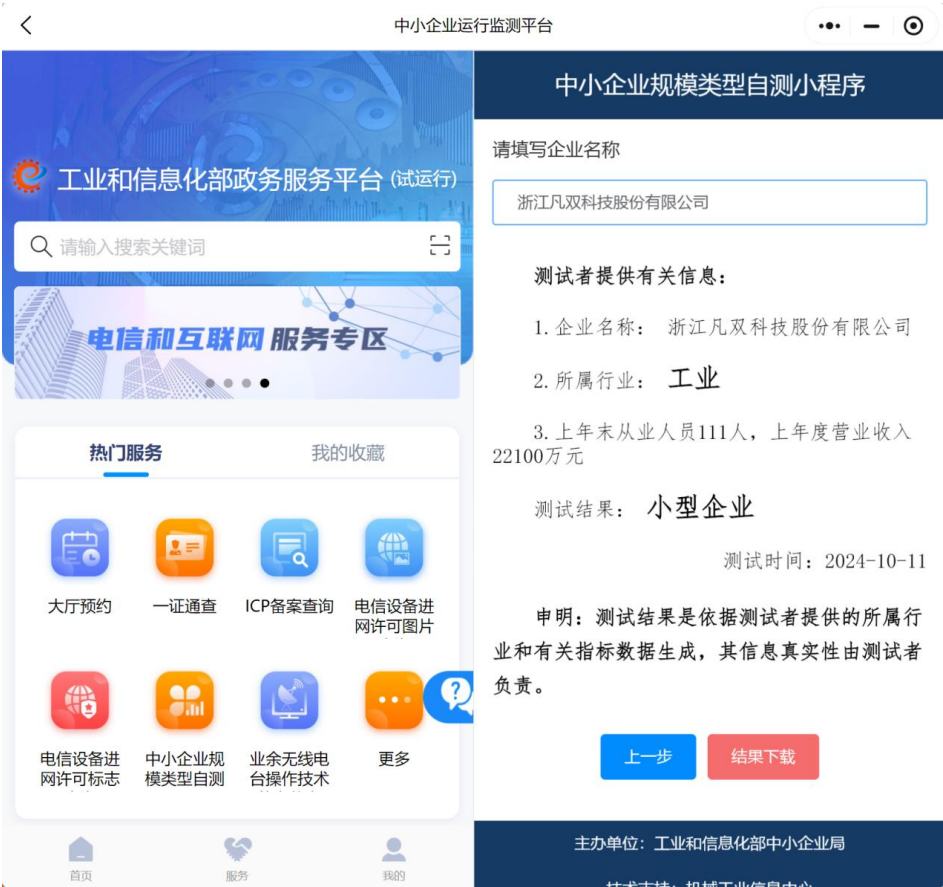 中小企业运行监测平台
工业和信息化部政务服务平台 (试运行)
请输入搜索关键词
电信和互联网 服务专区
热门服务
我的收藏
大厅预约
一证通查
ICP备案查询
电信设备进
网许可图片
电信设备进
网许可标志
中小企业规
模类型自测
业余无线电
台操作技术
更多
首页
服务
我的
中小企业规模类型自测小程序
请填写企业名称
浙江凡双科技股份有限公司
测试者提供有关信息：
1.企业名称： 浙江凡双科技股份有限公司
2.所属行业： 工业
3.上年末从业人员111人，上年度营业收入
22100万元
测试结果： 小型企业
测试时间：2024-10-11
申明：测试结果是依据测试者提供的所属行
业和有关指标数据生成，其信息真实性由测试者
负责。
上一步
结果下载
主办单位：工业和信息化部中小企业局
技术支持：机械工业信息中心